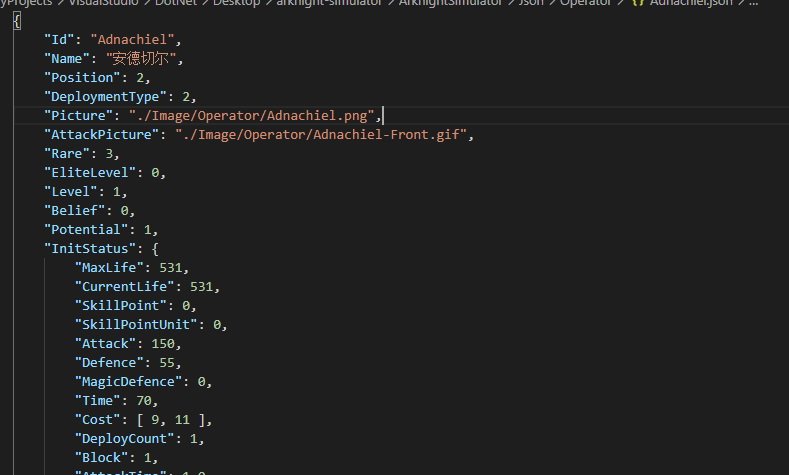 yProjects > VisualStudio > DotNet > Desktop > arknight-simulator > ArknightSimulator > Json > Operator > {} Adnachiel.json > ...
{
"Id": "Adnachiel",
"Name": "安德切尔",
"Position": 2,
"DeploymentType": 2,
"Picture": "./Image/Operator/Adnachiel.png",
"AttackPicture": "./Image/Operator/Adnachiel-Front.gif",
"Rare": 3,
"EliteLevel": 0,
"Level": 1,
"Belief": 0,
"Potential": 1,
"InitStatus": {
"MaxLife": 531,
"CurrentLife": 531,
"SkillPoint": 0,
"SkillPointUnit": 0,
"Attack": 150,
"Defence": 55,
"MagicDefence": 0,
"Time": 70,
"Cost": [ 9, 11 ],
"DeployCount": 1,
"Block": 1,